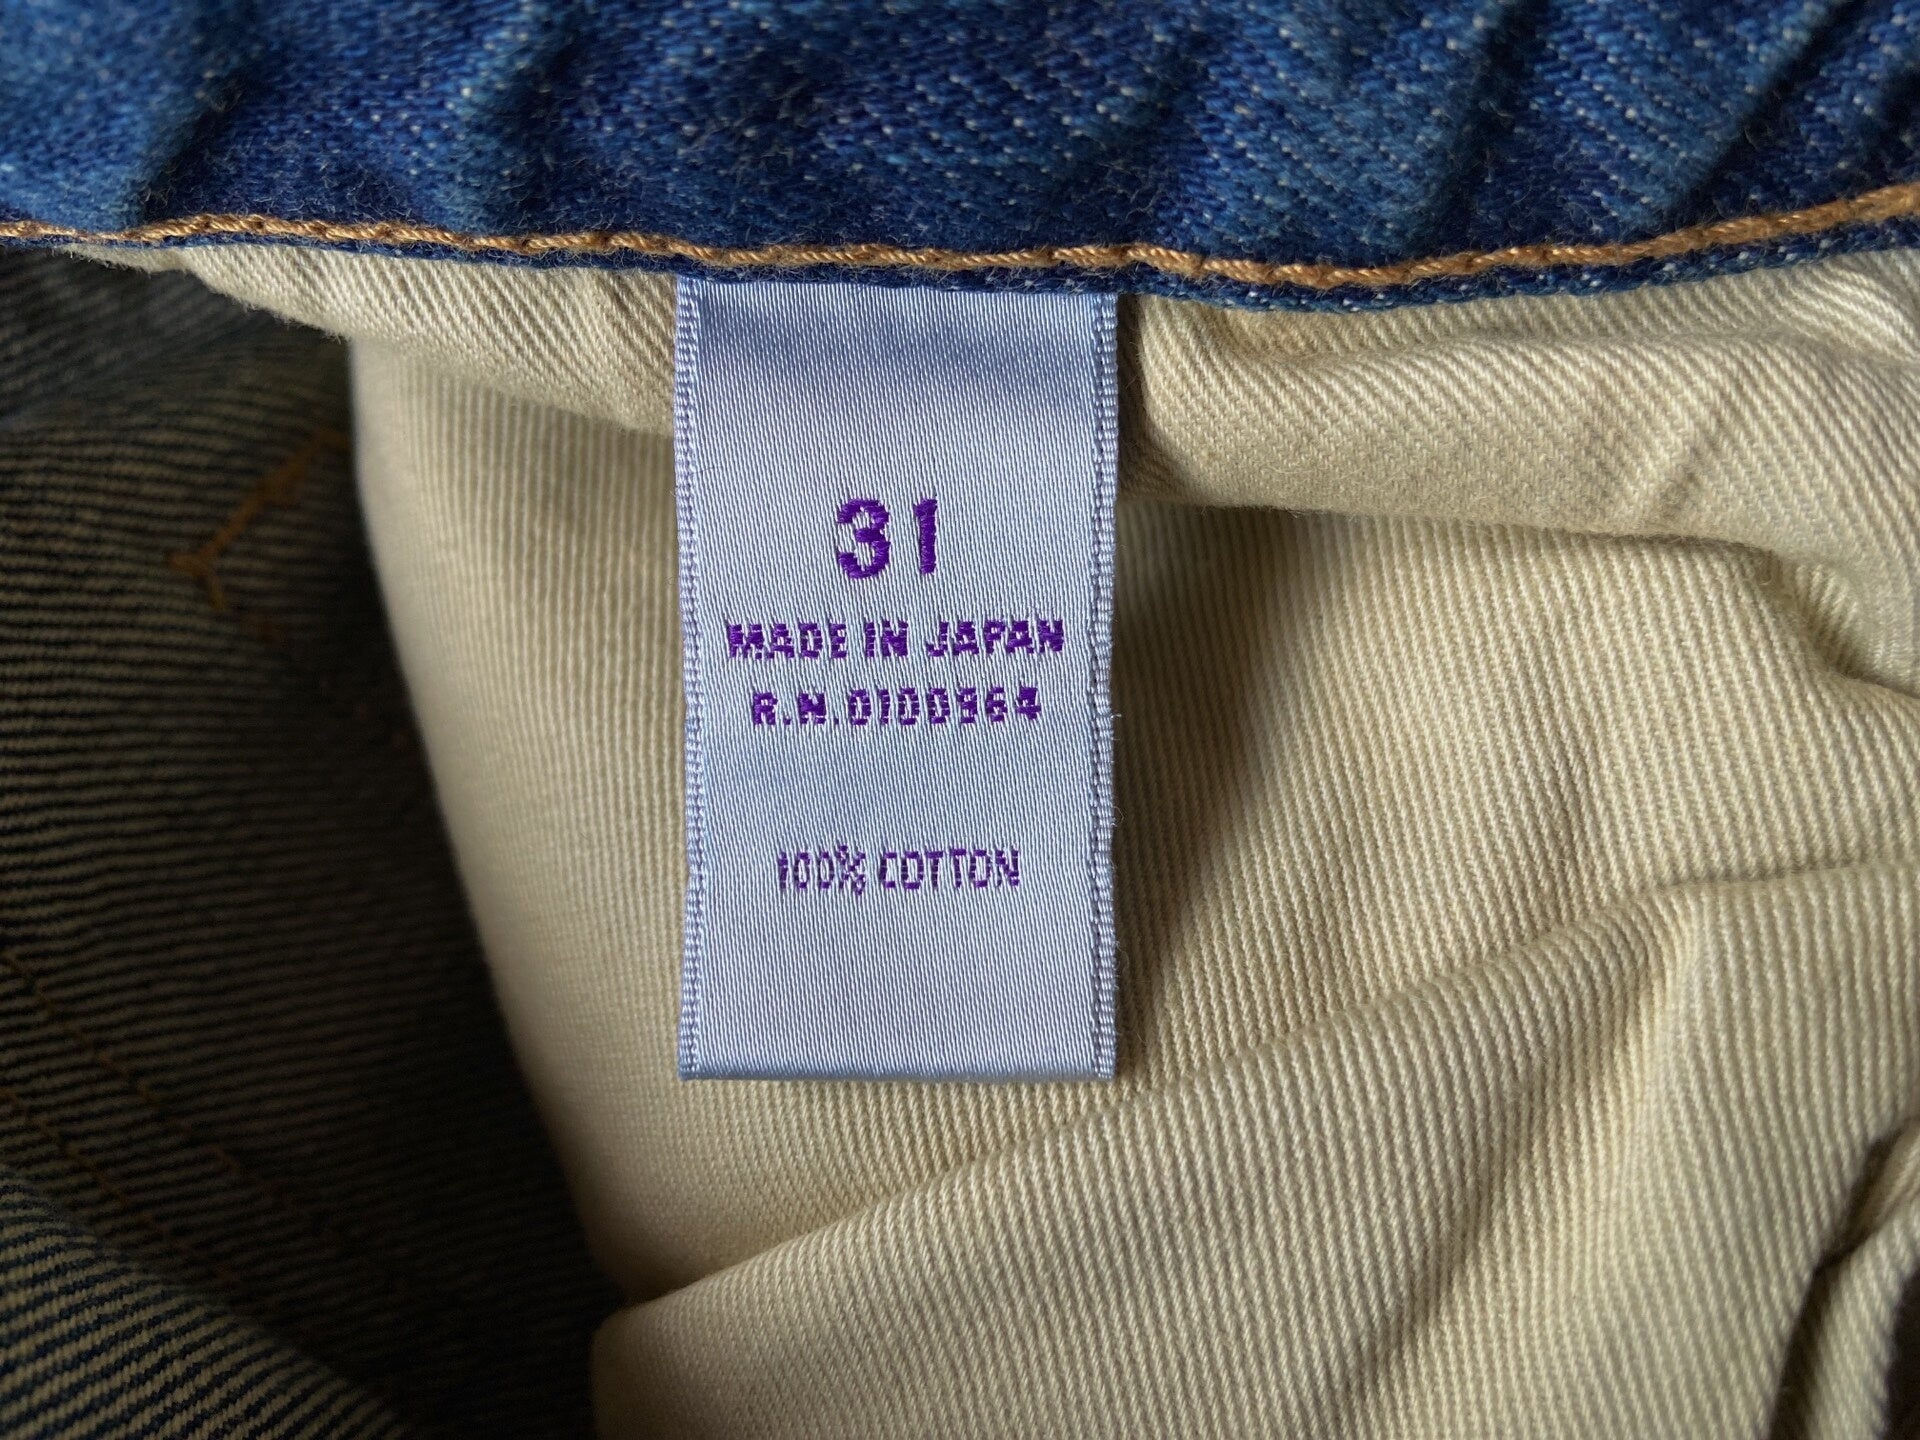 31
MADE IN JAPAN
R.N.0100964
100% COTTON